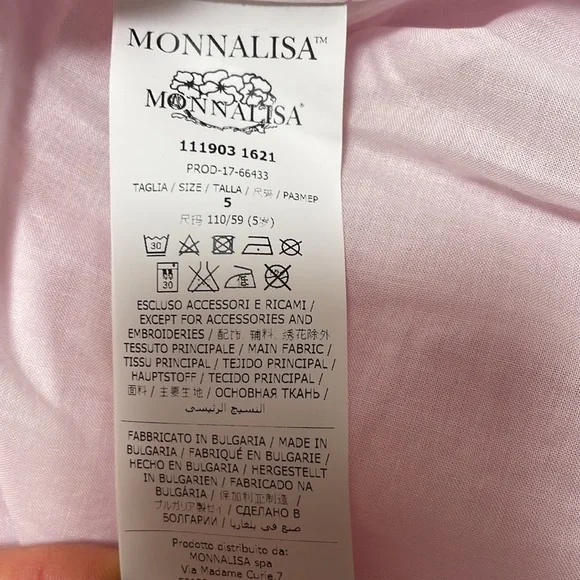 MONNALISA™
MONNALISA®
111903 1621
PROD-17-66433
TAGLIA / SIZE / TALLA / 尺码 / РАЗМЕР
5
尺码 110/59 (5岁)
30
30
ESCLUSO ACCESSORI E RICAMI /
EXCEPT FOR ACCESSORIES AND
EMBROIDERIES / 配饰、辅料、绣花除外
TESSUTO PRINCIPALE / MAIN FABRIC /
TISSU PRINCIPAL / TEJIDO PRINCIPAL /
HAUPTSTOFF / TECIDO PRINCIPAL /
面料 / 主要生地 / ОСНОВНАЯ ТКАНЬ /
النسيج الرئيسى
FABBRICATO IN BULGARIA / MADE IN
BULGARIA / FABRIQUÉ EN BULGARIE /
HECHO EN BULGARIA / HERGESTELLT
IN BULGARIEN / FABRICADO NA
BULGÁRIA / 保加利亚制造 /
ブルガリア製 / СДЕЛАНО В
БОЛГАРИИ / صنع في بلغاريا
Prodotto distribuito da:
MONNALISA spa
Via Madame Curie,7